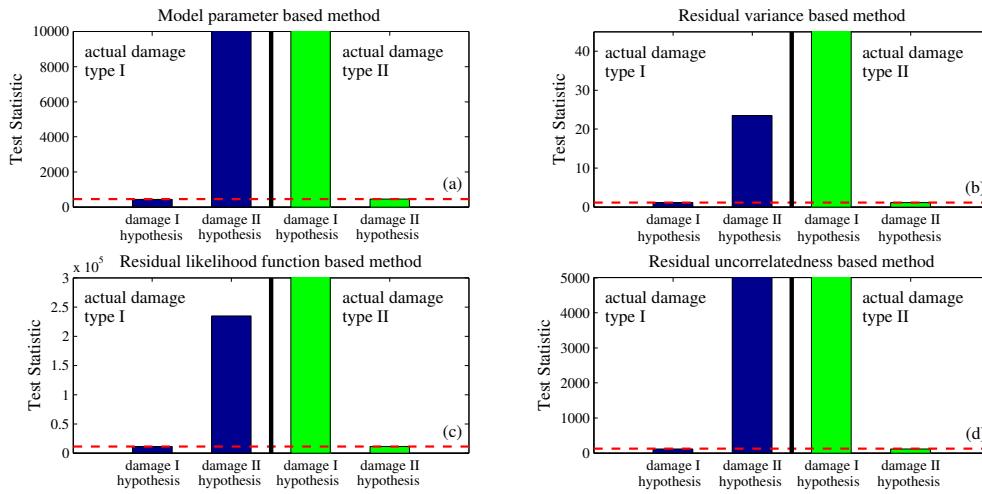 Model parameter based method
10000
8000
6000
4000
2000
0
Test Statistic
actual damage
type I
actual damage
type II
(a)
damage I
hypothesis
damage II
hypothesis
damage I
hypothesis
damage II
hypothesis
Residual variance based method
40
30
20
10
0
Test Statistic
actual damage
type I
actual damage
type II
(b)
damage I
hypothesis
damage II
hypothesis
damage I
hypothesis
damage II
hypothesis
Residual likelihood function based method
x 10^5
3
2.5
2
1.5
1
0.5
0
Test Statistic
actual damage
type I
actual damage
type II
(c)
damage I
hypothesis
damage II
hypothesis
damage I
hypothesis
damage II
hypothesis
Residual uncorrelatedness based method
5000
4000
3000
2000
1000
0
Test Statistic
actual damage
type I
actual damage
type II
(d)
damage I
hypothesis
damage II
hypothesis
damage I
hypothesis
damage II
hypothesis